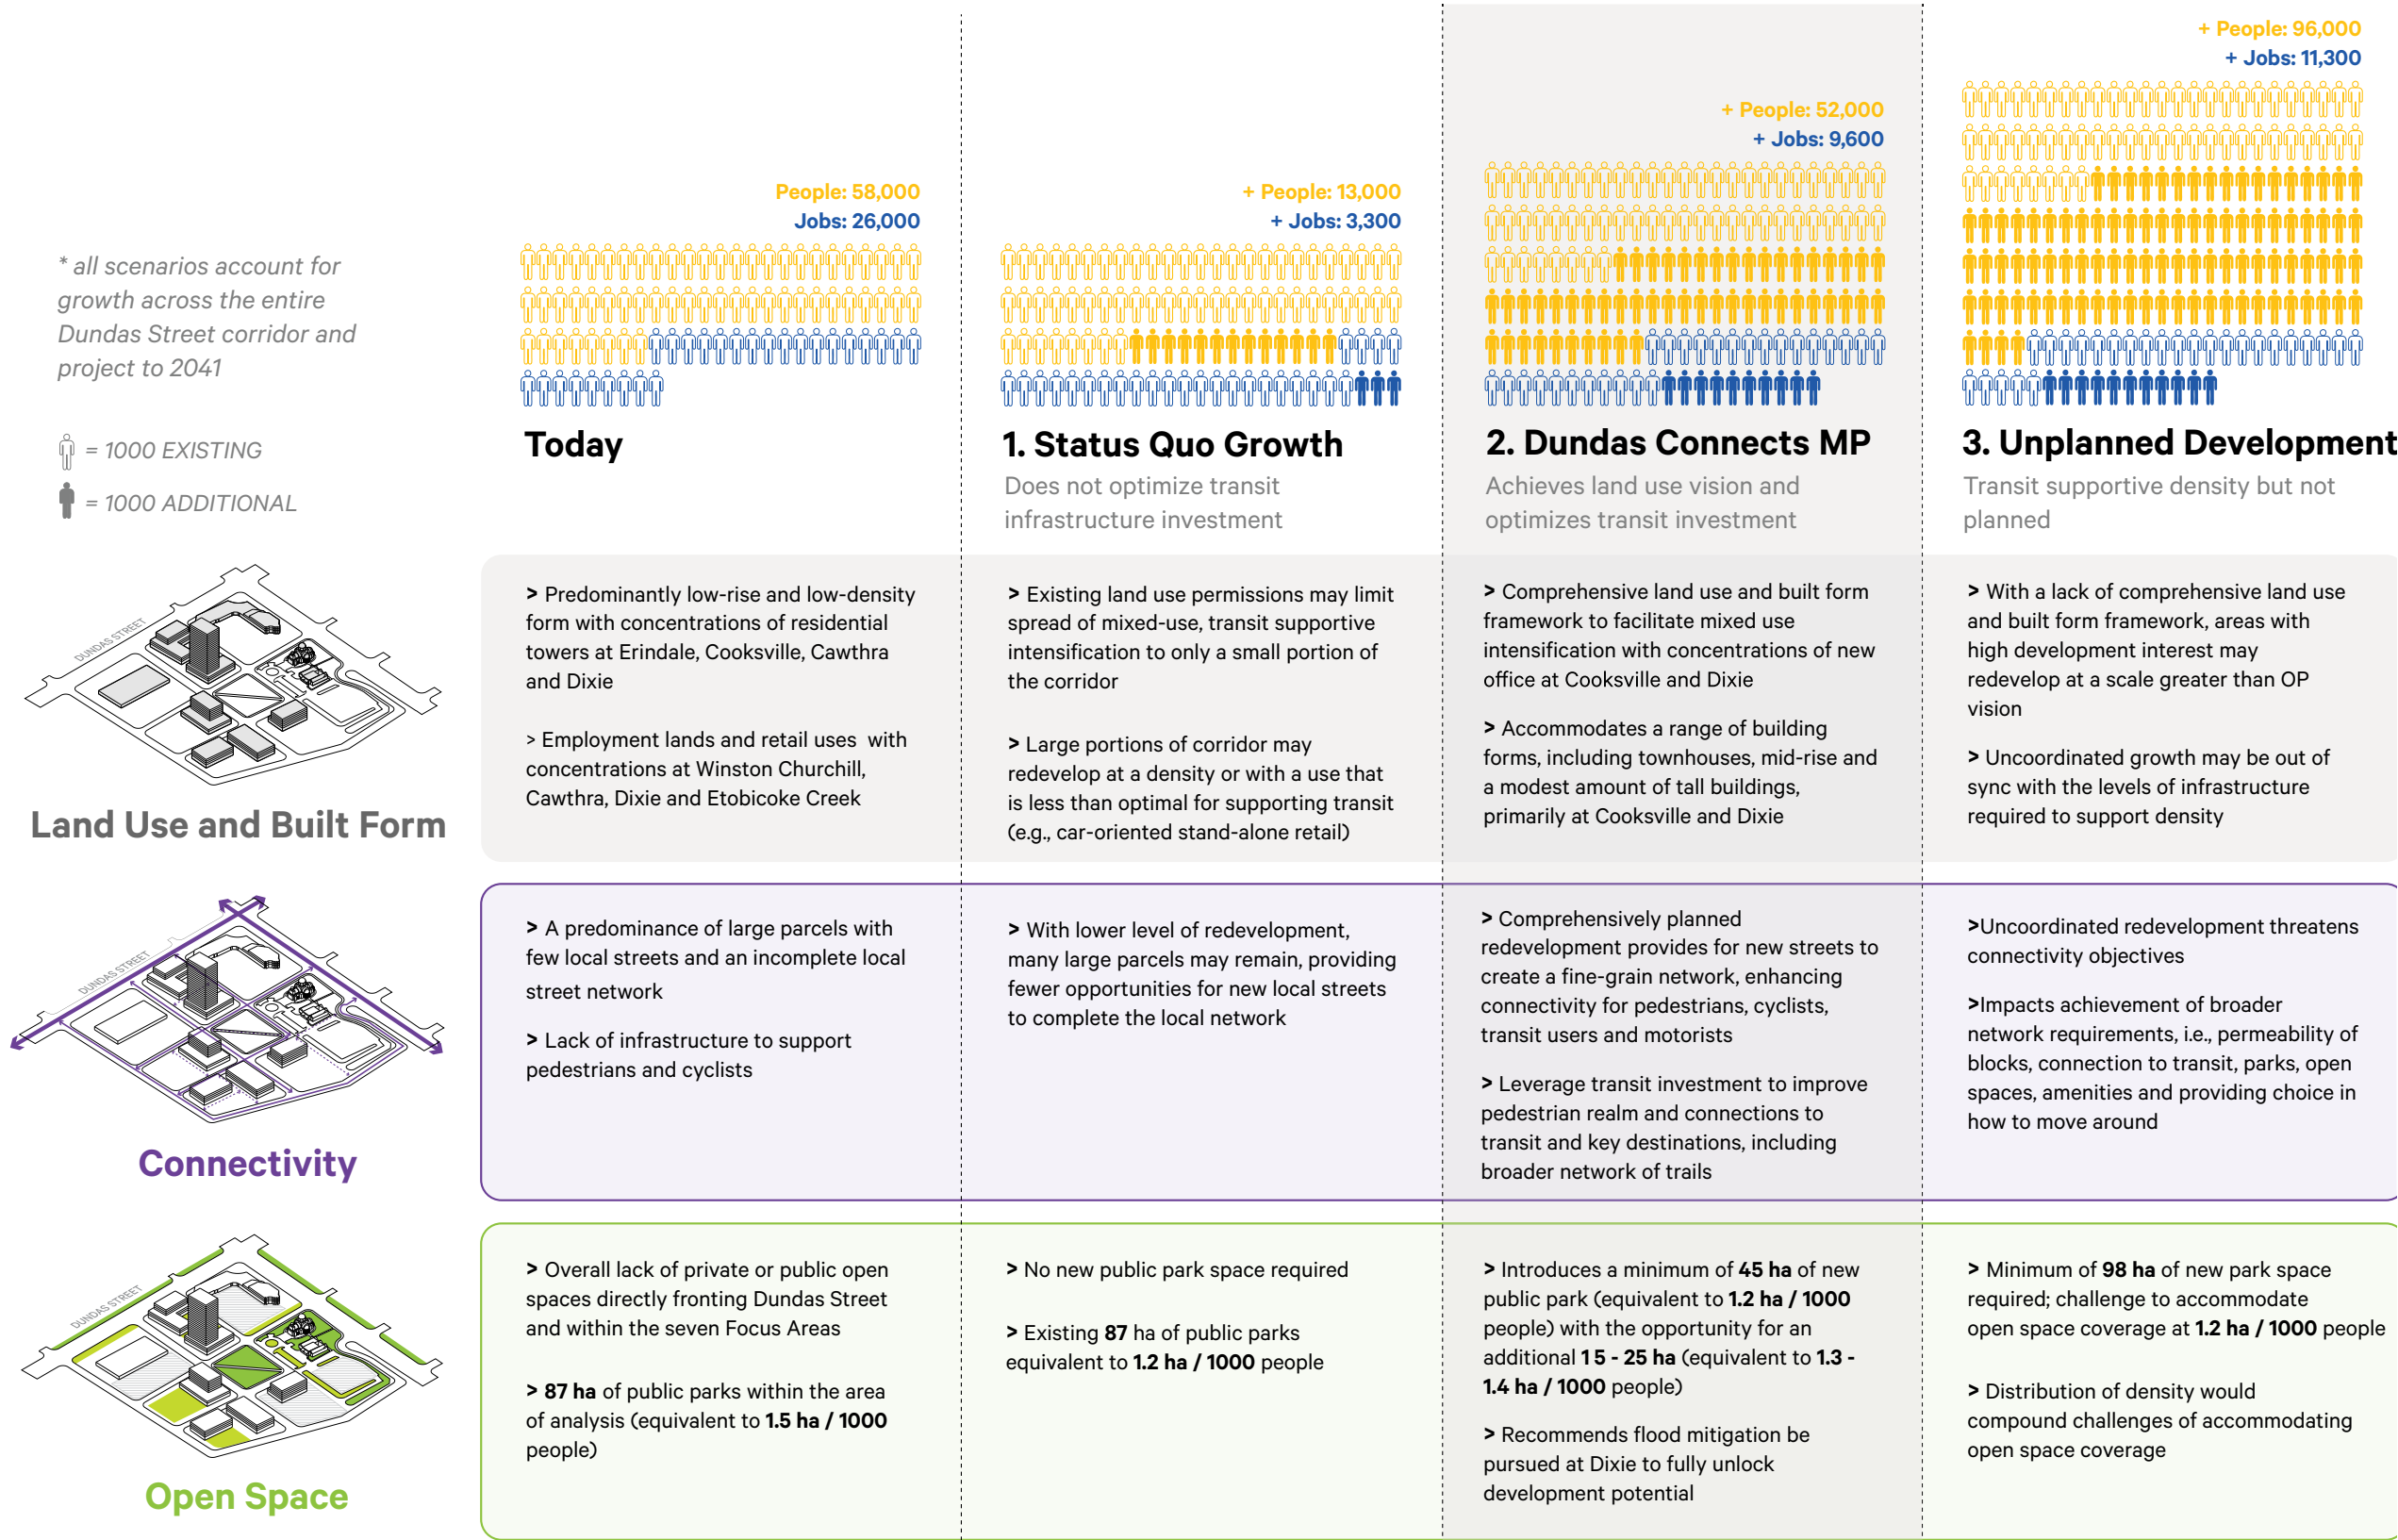 * all scenarios account for
growth across the entire
Dundas Street corridor and
project to 2041
= 1000 EXISTING
= 1000 ADDITIONAL
People: 58,000
Jobs: 26,000
Today
+ People: 13,000
+ Jobs: 3,300
1. Status Quo Growth
Does not optimize transit
infrastructure investment
+ People: 52,000
+ Jobs: 9,600
2. Dundas Connects MP
Achieves land use vision and
optimizes transit investment
+ People: 96,000
+ Jobs: 11,300
3. Unplanned Development
Transit supportive density but not
planned
DUNDAS STREET
Land Use and Built Form
> Predominantly low-rise and low-density
form with concentrations of residential
towers at Erindale, Cooksville, Cawthra
and Dixie
> Employment lands and retail uses with
concentrations at Winston Churchill,
Cawthra, Dixie and Etobicoke Creek
> Existing land use permissions may limit
spread of mixed-use, transit supportive
intensification to only a small portion of
the corridor
> Large portions of corridor may
redevelop at a density or with a use that
is less than optimal for supporting transit
(e.g., car-oriented stand-alone retail)
> Comprehensive land use and built form
framework to facilitate mixed use
intensification with concentrations of new
office at Cooksville and Dixie
> Accommodates a range of building
forms, including townhouses, mid-rise and
a modest amount of tall buildings,
primarily at Cooksville and Dixie
> With a lack of comprehensive land use
and built form framework, areas with
high development interest may
redevelop at a scale greater than OP
vision
> Uncoordinated growth may be out of
sync with the levels of infrastructure
required to support density
DUNDAS STREET
Connectivity
> A predominance of large parcels with
few local streets and an incomplete local
street network
> Lack of infrastructure to support
pedestrians and cyclists
> With lower level of redevelopment,
many large parcels may remain, providing
fewer opportunities for new local streets
to complete the local network
> Comprehensively planned
redevelopment provides for new streets to
create a fine-grain network, enhancing
connectivity for pedestrians, cyclists,
transit users and motorists
> Leverage transit investment to improve
pedestrian realm and connections to
transit and key destinations, including
broader network of trails
>Uncoordinated redevelopment threatens
connectivity objectives
>Impacts achievement of broader
network requirements, i.e., permeability of
blocks, connection to transit, parks, open
spaces, amenities and providing choice in
how to move around
DUNDAS STREET
Open Space
> Overall lack of private or public open
spaces directly fronting Dundas Street
and within the seven Focus Areas
> 87 ha of public parks within the area
of analysis (equivalent to 1.5 ha / 1000
people)
> No new public park space required
> Existing 87 ha of public parks
equivalent to 1.2 ha / 1000 people
> Introduces a minimum of 45 ha of new
public park (equivalent to 1.2 ha / 1000
people) with the opportunity for an
additional 15 - 25 ha (equivalent to 1.3 -
1.4 ha / 1000 people)
> Recommends flood mitigation be
pursued at Dixie to fully unlock
development potential
> Minimum of 98 ha of new park space
required; challenge to accommodate
open space coverage at 1.2 ha / 1000 people
> Distribution of density would
compound challenges of accommodating
open space coverage